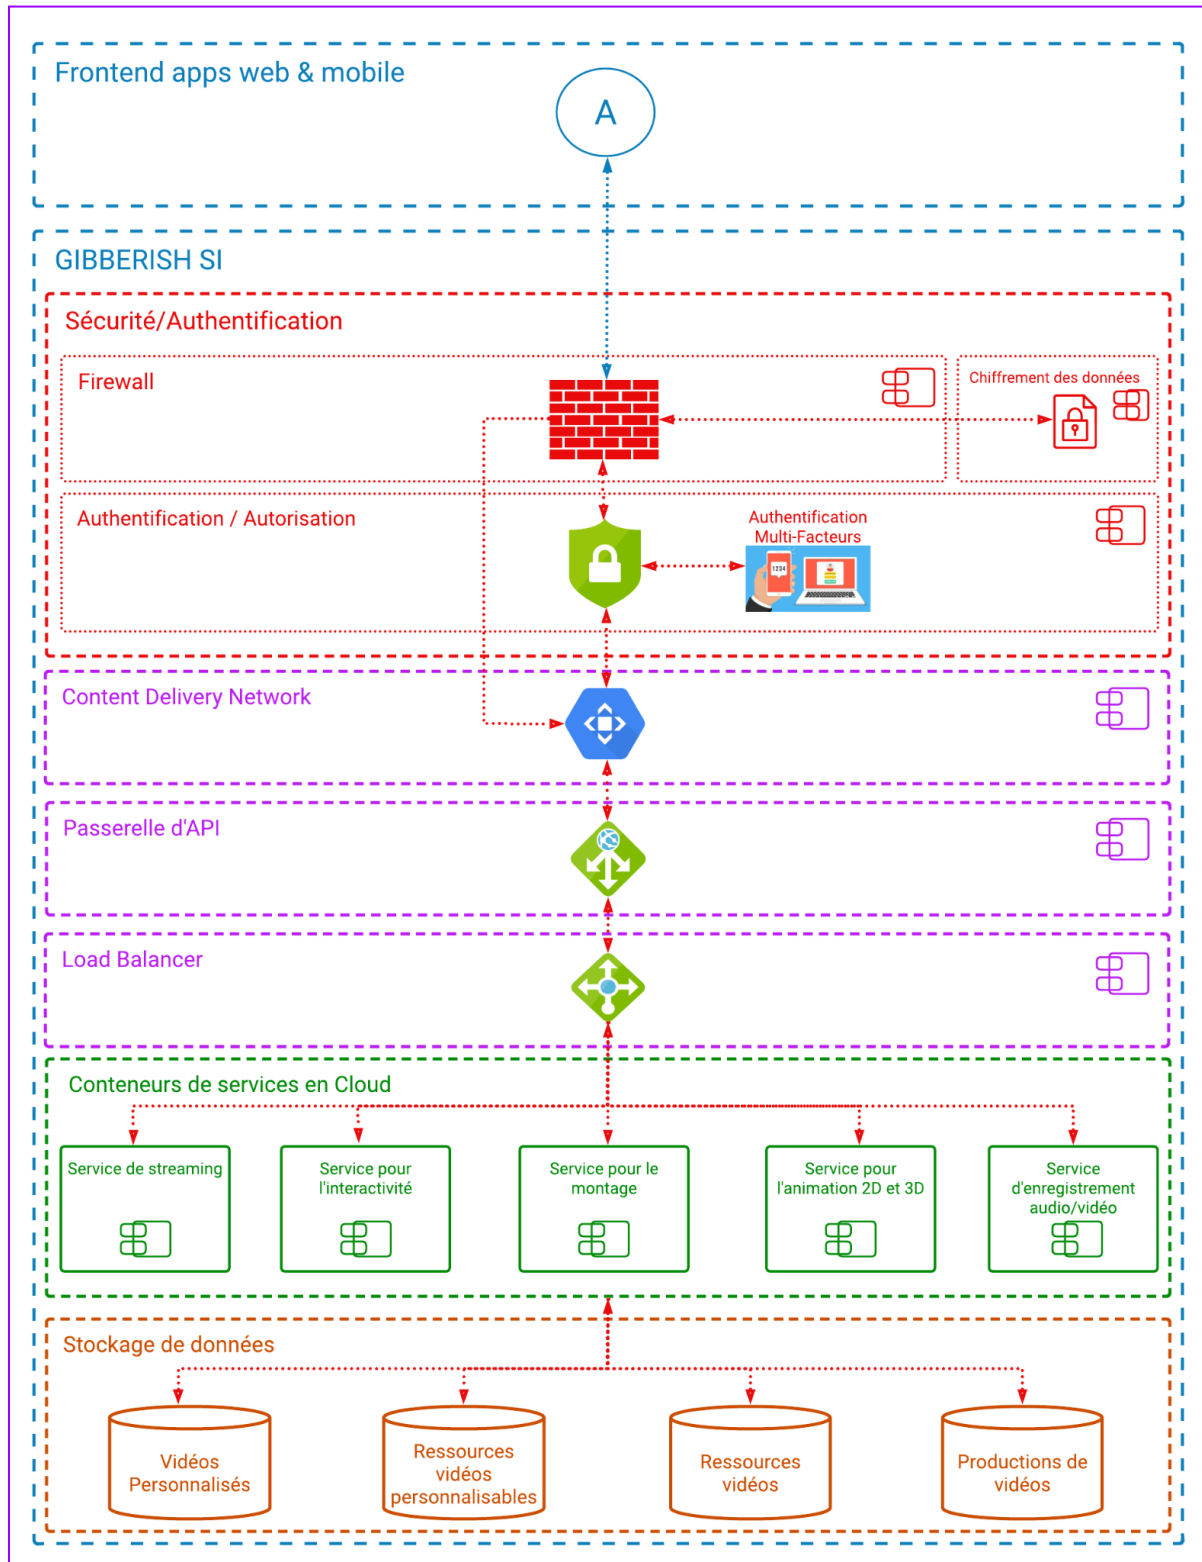 Frontend apps web & mobile
A
GIBBERISH SI
Sécurité/Authentification
Firewall
Chiffrement des données
Authentification / Autorisation
Authentification
Multi-Facteurs
1234
Content Delivery Network
Passerelle d'API
Load Balancer
Conteneurs de services en Cloud
Service de streaming
Service pour
l'interactivité
Service pour le
montage
Service pour
l'animation 2D et 3D
Service
d'enregistrement
audio/vidéo
Stockage de données
Vidéos
Personnalisés
Ressources
vidéos
personnalisables
Ressources
vidéos
Productions de
vidéos